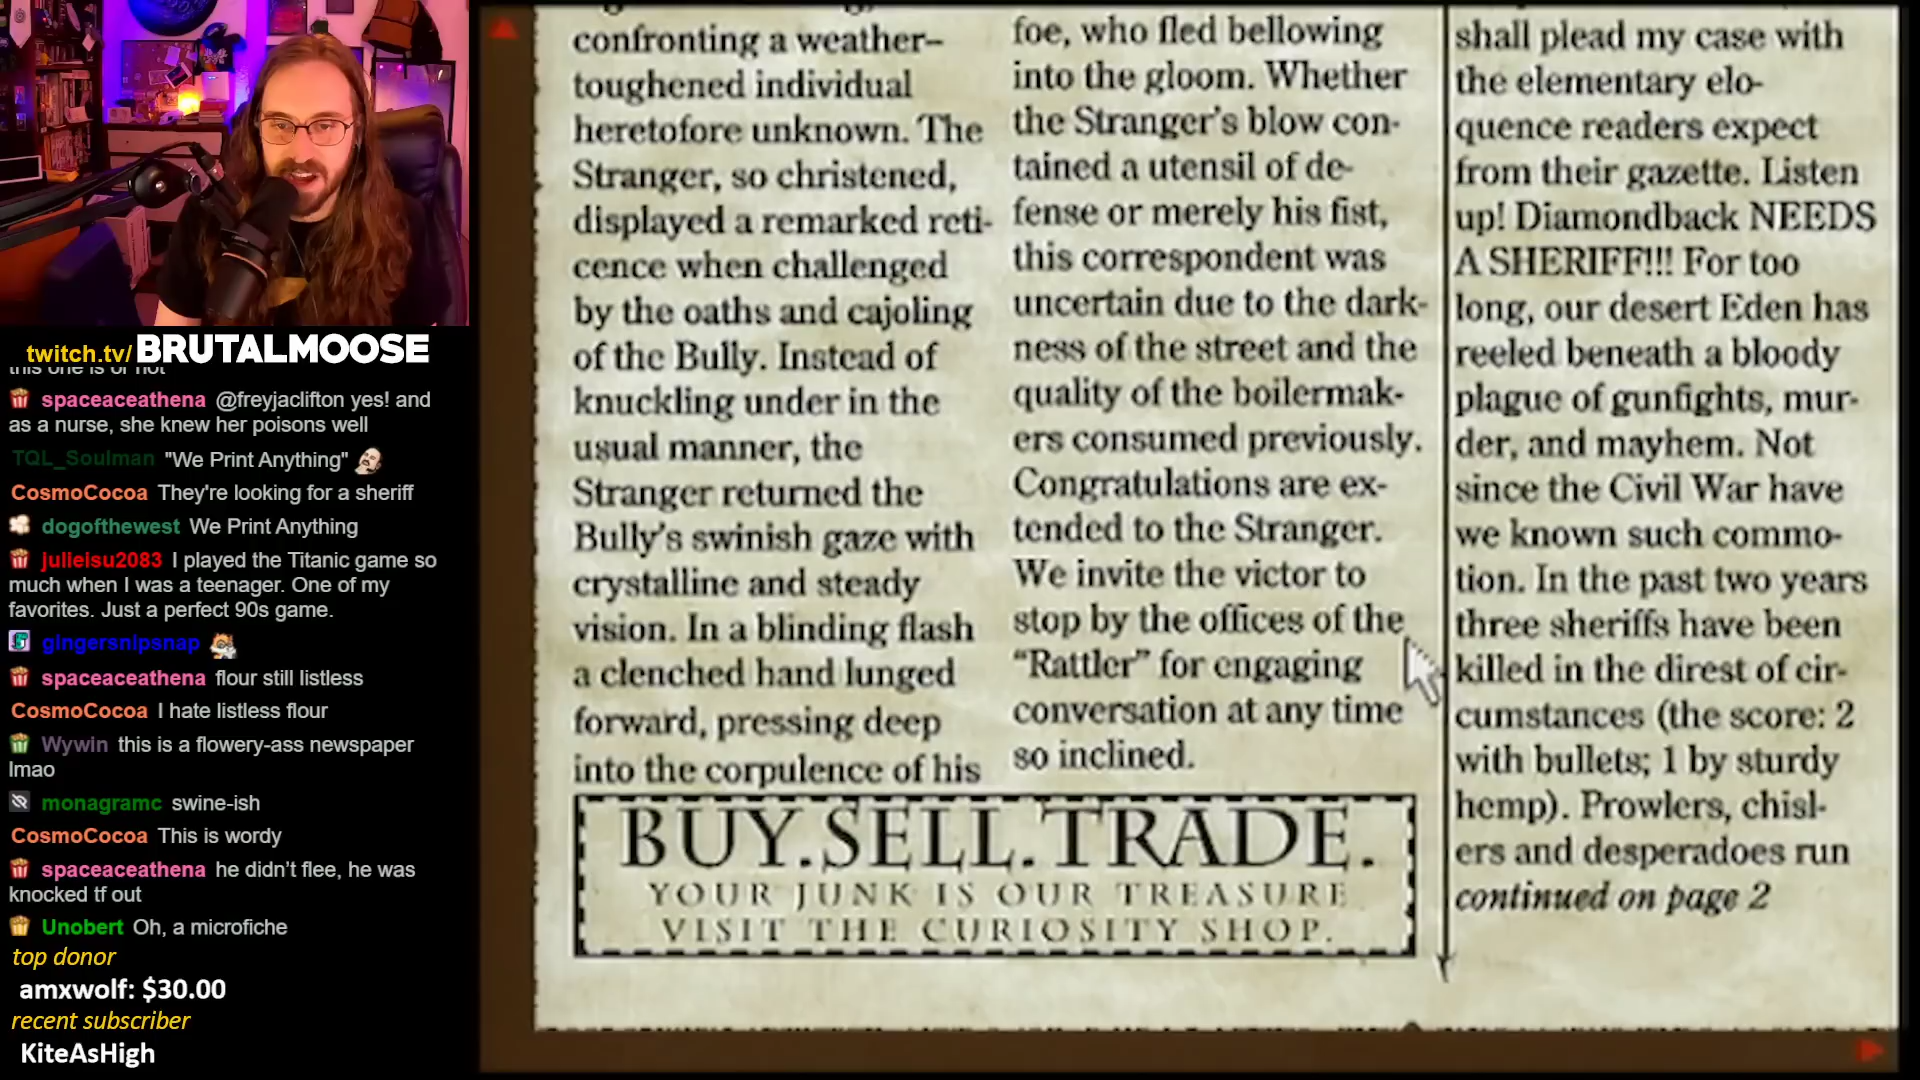 twitch.tv/BRUTALMOOSE
this one is or not
spaceaceathena @freyjaclifton yes! and
as a nurse, she knew her poisons well
TQL_Soulman "We Print Anything"
CosmoCocoa They're looking for a sheriff
dogofthewest We Print Anything
julieisu2083 I played the Titanic game so
much when I was a teenager. One of my
favorites. Just a perfect 90s game.
gingersnipsnap
spaceaceathena flour still listless
CosmoCocoa I hate listless flour
Wywin this is a flowery-ass newspaper
lmao
monagramc swine-ish
CosmoCocoa This is wordy
spaceaceathena he didn't flee, he was
knocked tf out
Unobert Oh, a microfiche
top donor
amxwolf: $30.00
recent subscriber
KiteAsHigh
confronting a weather–
toughened individual
heretofore unknown. The
Stranger, so christened,
displayed a remarked reti-
cence when challenged
by the oaths and cajoling
of the Bully. Instead of
knuckling under in the
usual manner, the
Stranger returned the
Bully's swinish gaze with
crystalline and steady
vision. In a blinding flash
a clenched hand lunged
forward, pressing deep
into the corpulence of his
foe, who fled bellowing
into the gloom. Whether
the Stranger's blow con-
tained a utensil of de-
fense or merely his fist,
this correspondent was
uncertain due to the dark-
ness of the street and the
quality of the boilermak-
ers consumed previously.
Congratulations are ex-
tended to the Stranger.
We invite the victor to
stop by the offices of the
“Rattler” for engaging
conversation at any time
so inclined.
BUY.SELL.TRADE.
YOUR JUNK IS OUR TREASURE
VISIT THE CURIOSITY SHOP.
shall plead my case with
the elementary elo-
quence readers expect
from their gazette. Listen
up! Diamondback NEEDS
A SHERIFF!!! For too
long, our desert Eden has
reeled beneath a bloody
plague of gunfights, mur-
der, and mayhem. Not
since the Civil War have
we known such commo-
tion. In the past two years
three sheriffs have been
killed in the direst of cir-
cumstances (the score: 2
with bullets; 1 by sturdy
hemp). Prowlers, chisl-
ers and desperadoes run
continued on page 2